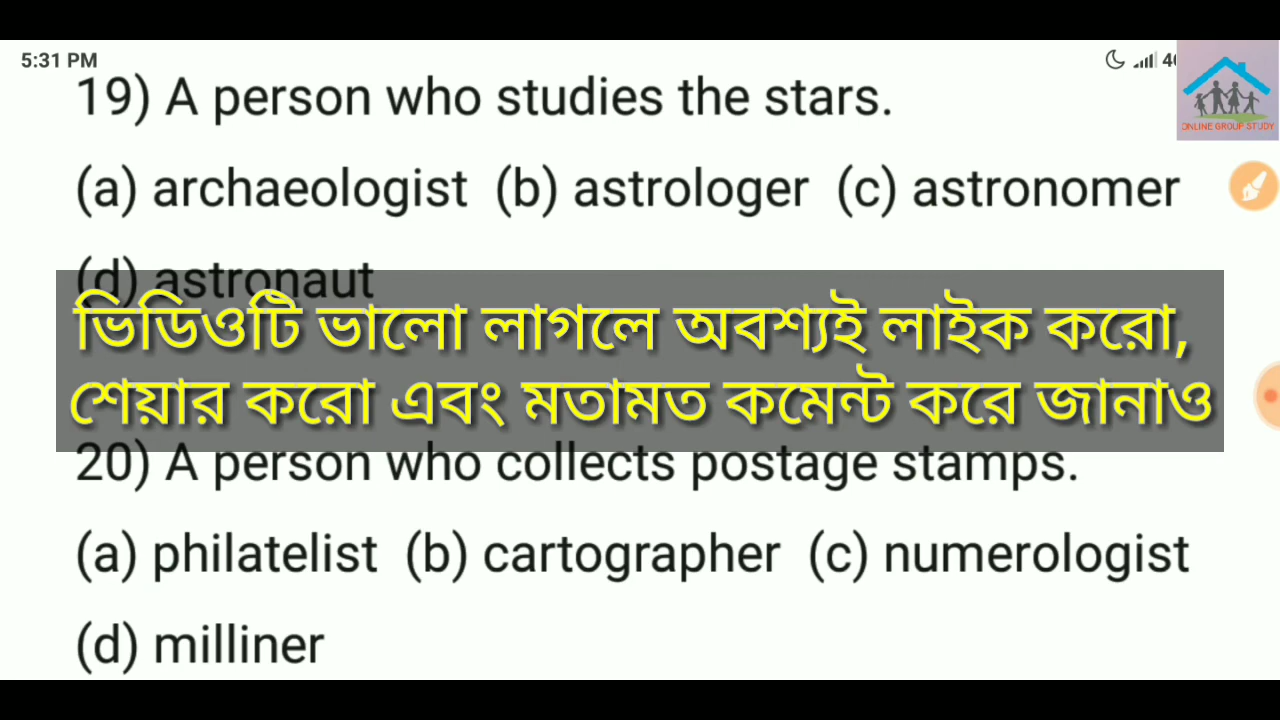 5:31 PM
19) A person who studies the stars.
ONLINE GROUP STUDY
(a) archaeologist (b) astrologer (c) astronomer
(d) astronaut
ভিডিওটি ভালো লাগলে অবশ্যই লাইক করো,
শেয়ার করো এবং মতামত কমেন্ট করে জানাও
20) A person who collects postage stamps.
(a) philatelist (b) cartographer (c) numerologist
(d) milliner